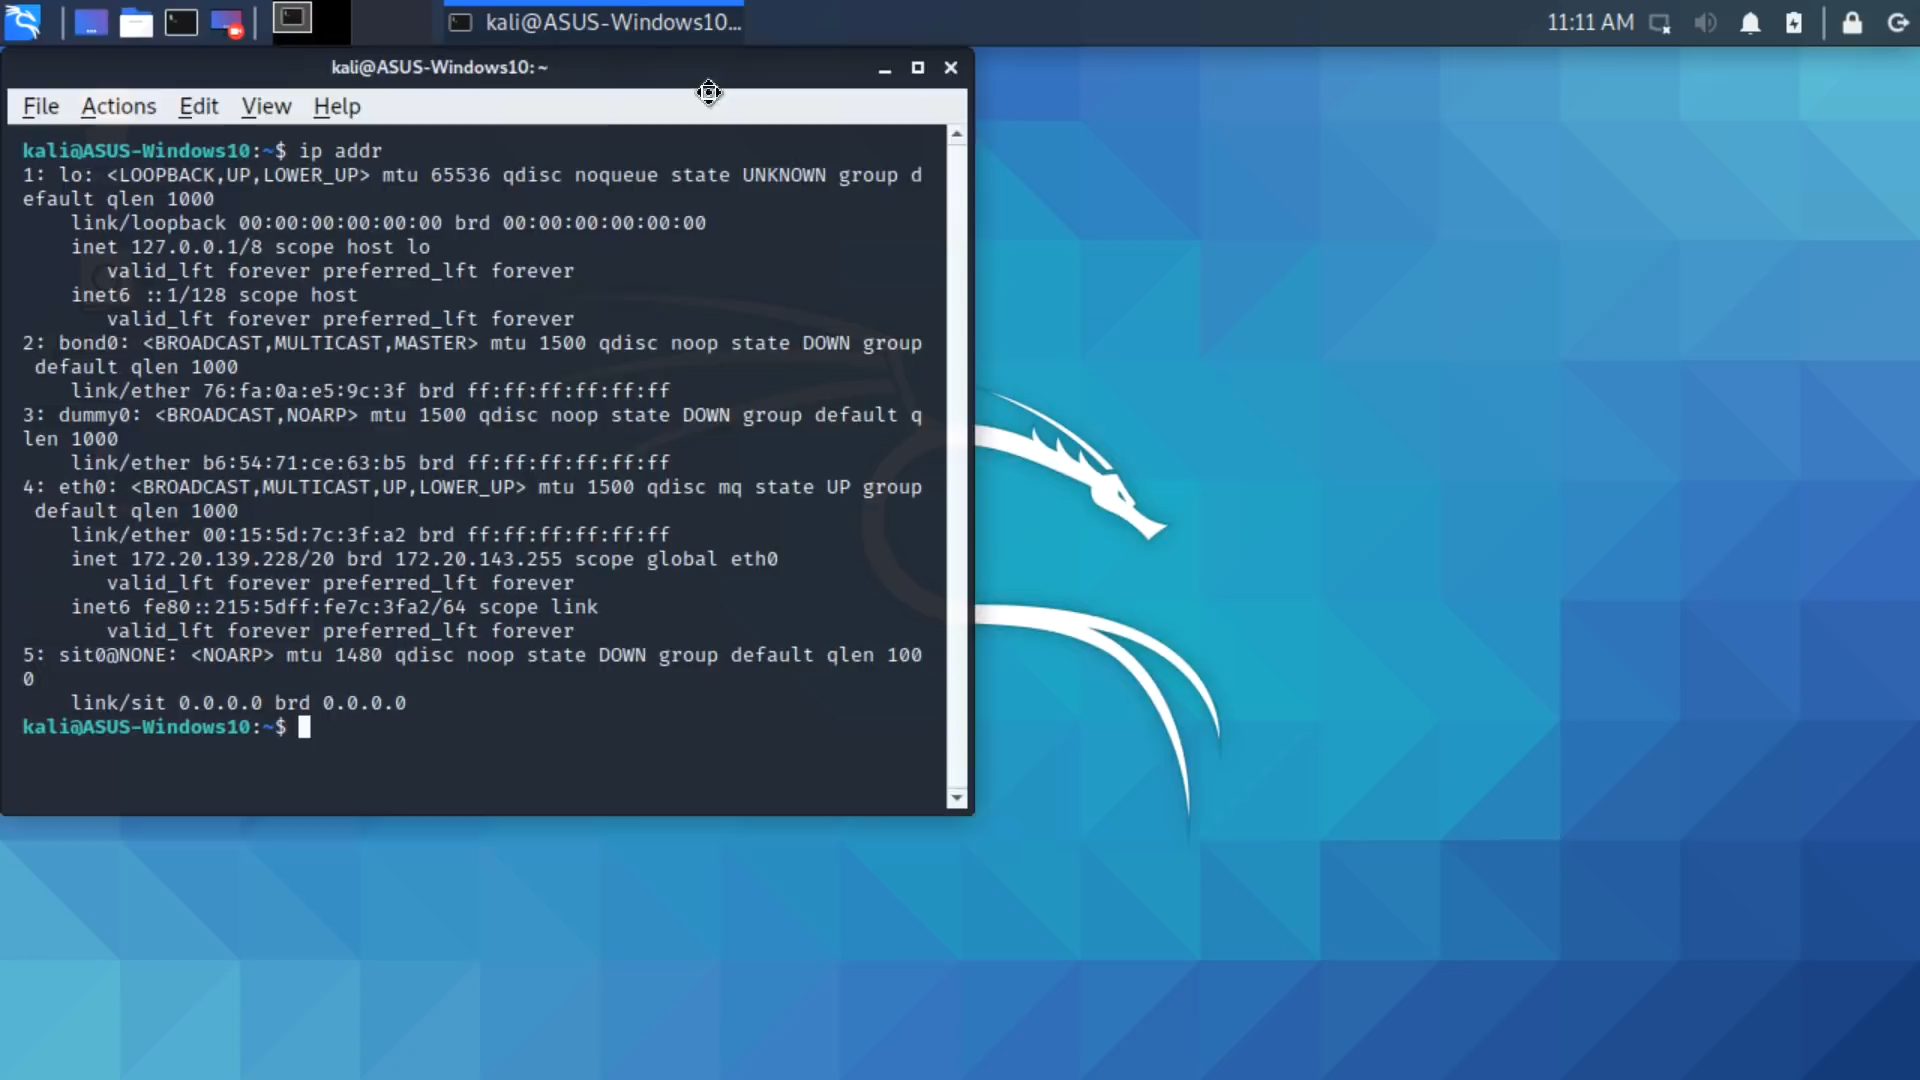 kali@ASUS-Windows10...
11:11 AM
kali@ASUS-Windows10: ~
File Actions Edit View Help
kali@ASUS-Windows10:~$ ip addr
1: lo: <LOOPBACK,UP,LOWER_UP> mtu 65536 qdisc noqueue state UNKNOWN group d
efault qlen 1000
    link/loopback 00:00:00:00:00:00 brd 00:00:00:00:00:00
    inet 127.0.0.1/8 scope host lo
       valid_lft forever preferred_lft forever
    inet6 ::1/128 scope host
       valid_lft forever preferred_lft forever
2: bond0: <BROADCAST,MULTICAST,MASTER> mtu 1500 qdisc noop state DOWN group
 default qlen 1000
    link/ether 76:fa:0a:e5:9c:3f brd ff:ff:ff:ff:ff:ff
3: dummy0: <BROADCAST,NOARP> mtu 1500 qdisc noop state DOWN group default q
len 1000
    link/ether b6:54:71:ce:63:b5 brd ff:ff:ff:ff:ff:ff
4: eth0: <BROADCAST,MULTICAST,UP,LOWER_UP> mtu 1500 qdisc mq state UP group
 default qlen 1000
    link/ether 00:15:5d:7c:3f:a2 brd ff:ff:ff:ff:ff:ff
    inet 172.20.139.228/20 brd 172.20.143.255 scope global eth0
       valid_lft forever preferred_lft forever
    inet6 fe80::215:5dff:fe7c:3fa2/64 scope link
       valid_lft forever preferred_lft forever
5: sit0@NONE: <NOARP> mtu 1480 qdisc noop state DOWN group default qlen 100
0
    link/sit 0.0.0.0 brd 0.0.0.0
kali@ASUS-Windows10:~$